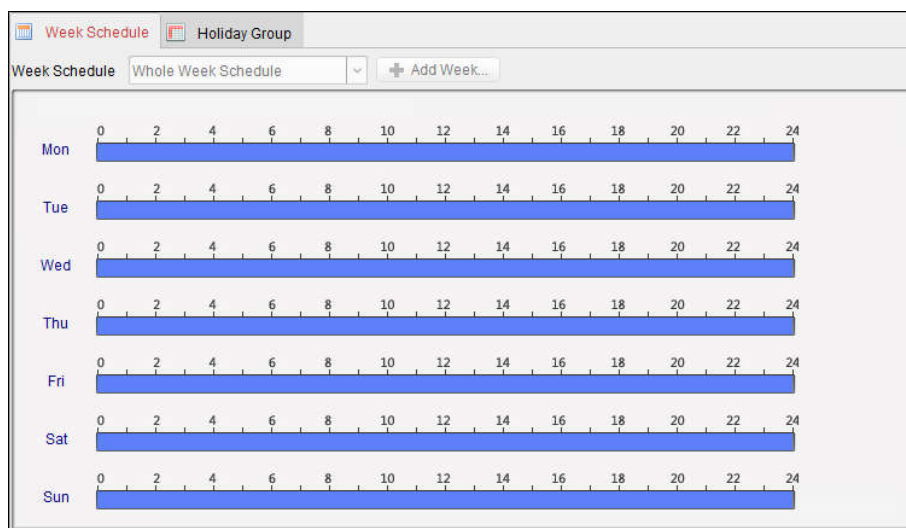 Week Schedule Holiday Group
Week Schedule Whole Week Schedule Add Week...
0 2 4 6 8 10 12 14 16 18 20 22 24
Mon
0 2 4 6 8 10 12 14 16 18 20 22 24
Tue
0 2 4 6 8 10 12 14 16 18 20 22 24
Wed
0 2 4 6 8 10 12 14 16 18 20 22 24
Thu
0 2 4 6 8 10 12 14 16 18 20 22 24
Fri
0 2 4 6 8 10 12 14 16 18 20 22 24
Sat
0 2 4 6 8 10 12 14 16 18 20 22 24
Sun